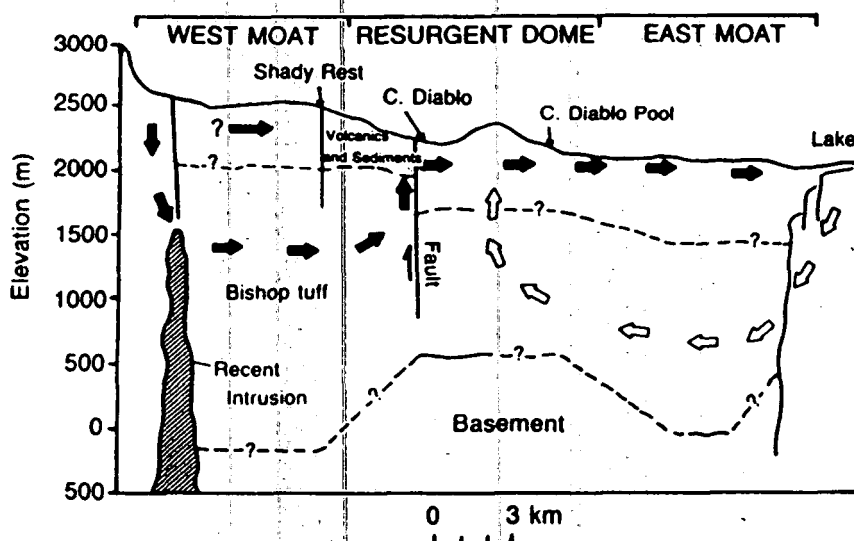 3000
WEST MOAT
RESURGENT DOME
EAST MOAT
Shady Rest
C. Diablo
C. Diablo Pool
2500
?
Volcanics
and Sediments
Lake
?
2000
Elevation (m)
?
1500
?
Fault
Bishop tuff
1000
500
?
Recent
Intrusion
?
?
0
Basement
?
500
0 3 km